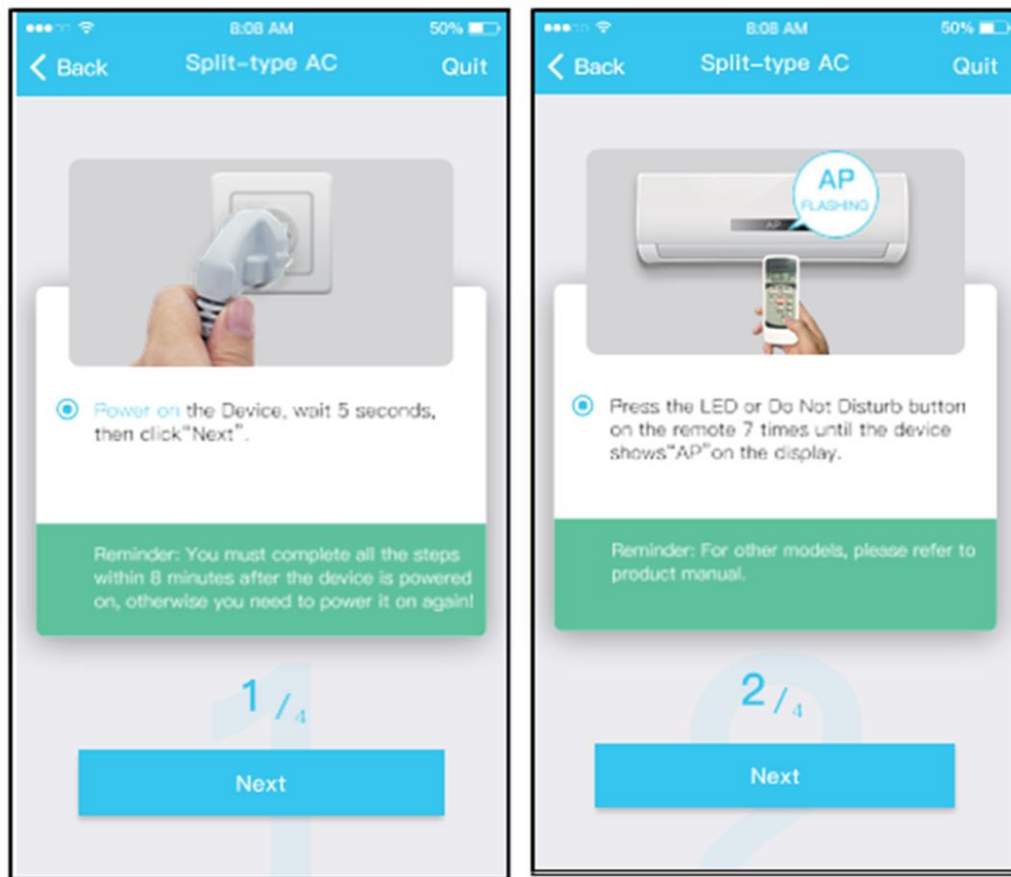 8:08 AM
50%
Back
Split-type AC
Quit
Power on the Device, wait 5 seconds,
then click"Next".
Reminder: You must complete all the steps
within 8 minutes after the device is powered
on, otherwise you need to power it on again!
1
1 / 4
Next
8:08 AM
50%
Back
Split-type AC
Quit
AP
FLASHING
AP
Press the LED or Do Not Disturb button
on the remote 7 times until the device
shows"AP"on the display.
Reminder: For other models, please refer to
product manual.
2
2 / 4
Next